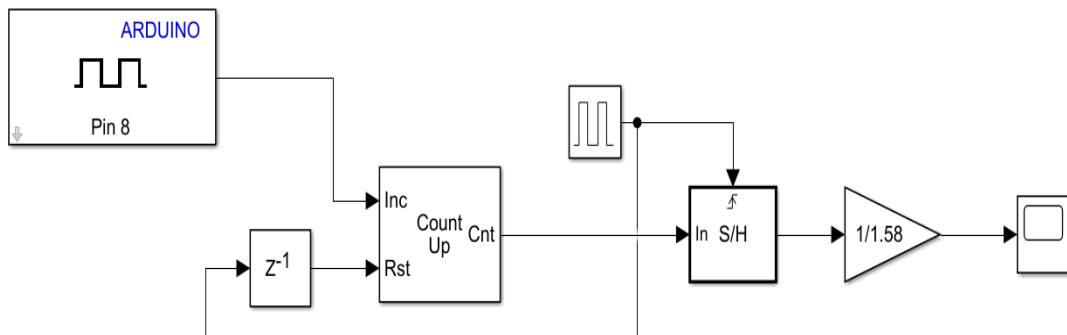 ARDUINO
Pin 8
Inc
Count
Up
Cnt
Rst
Z-1
In
S/H
1/1.58